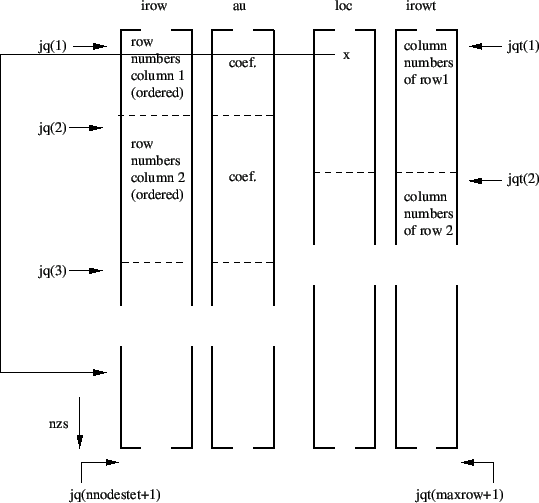 irow au loc irowt
jq(1)
row
numbers
column 1
(ordered)
coef.
x
column
numbers
of row1
jqt(1)
jq(2)
row
numbers
column 2
(ordered)
coef.
jqt(2)
column
numbers
of row 2
jq(3)
nzs
jq(nnodestet+1)
jqt(maxrow+1)